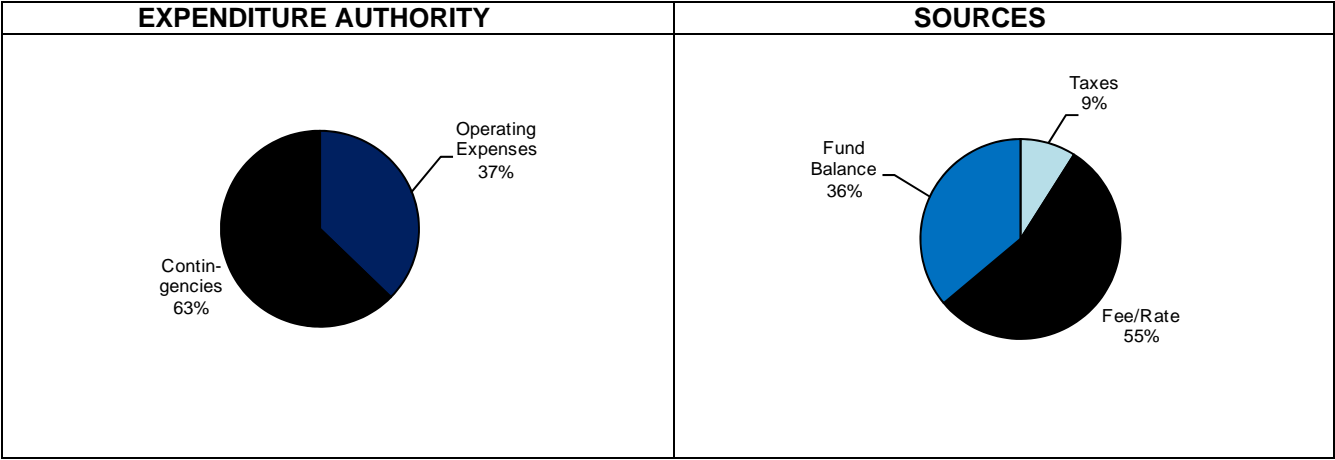 EXPENDITURE AUTHORITY
Operating
Expenses
37%
Contin-
gencies
63%
SOURCES
Taxes
9%
Fund
Balance
36%
Fee/Rate
55%